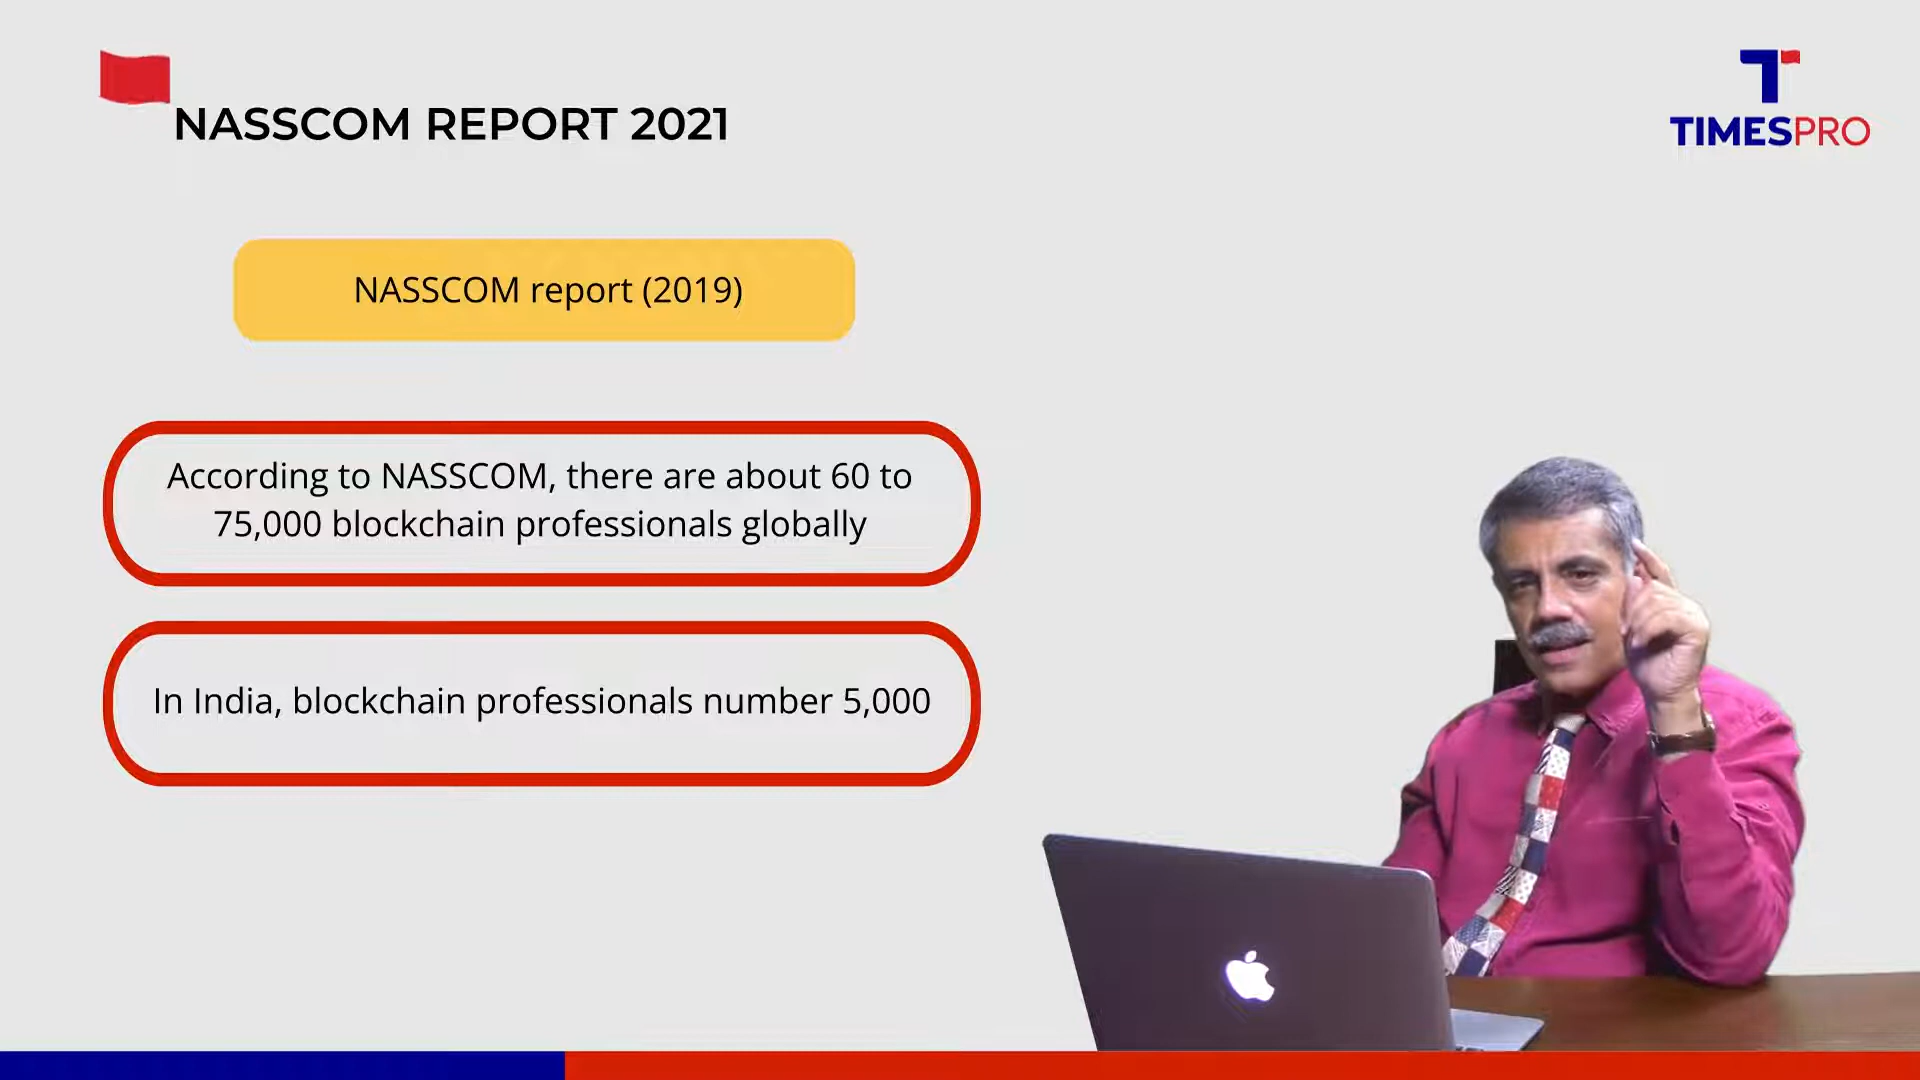 NASSCOM REPORT 2021
TIMESPRO
NASSCOM report (2019)
According to NASSCOM, there are about 60 to
75,000 blockchain professionals globally
In India, blockchain professionals number 5,000